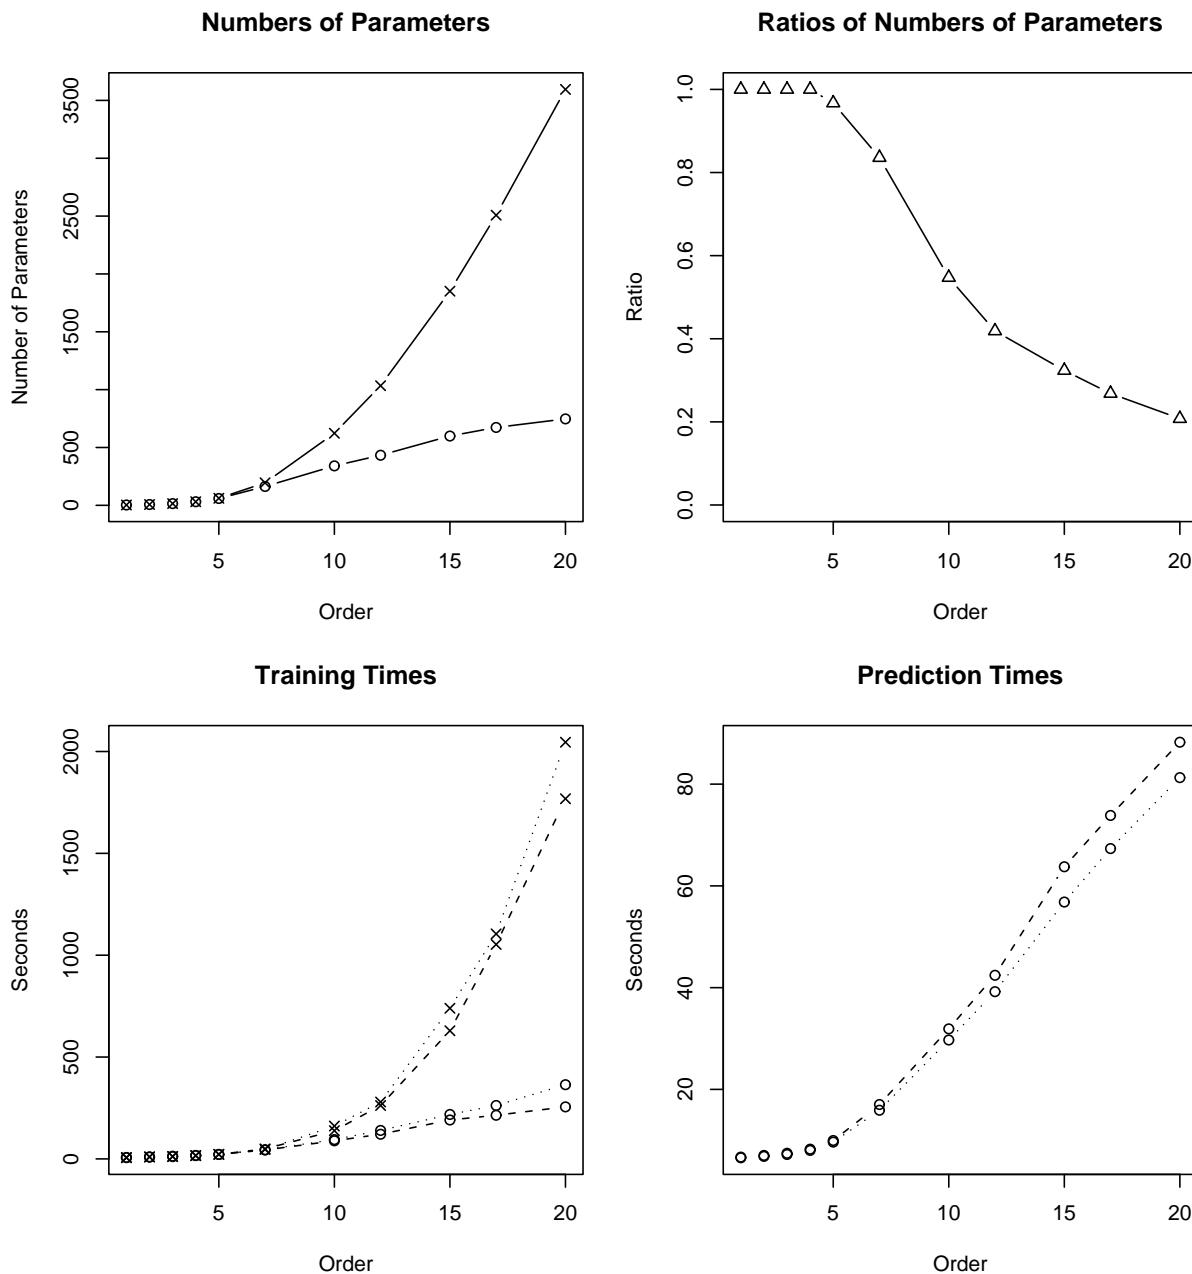 Numbers of Parameters
Number of Parameters
3500
2500
1500
500
0
5 10 15 20
Order
Ratios of Numbers of Parameters
Ratio
1.0
0.8
0.6
0.4
0.2
0.0
5 10 15 20
Order
Training Times
Seconds
2000
1500
1000
500
0
5 10 15 20
Order
Prediction Times
Seconds
80
60
40
20
5 10 15 20
Order